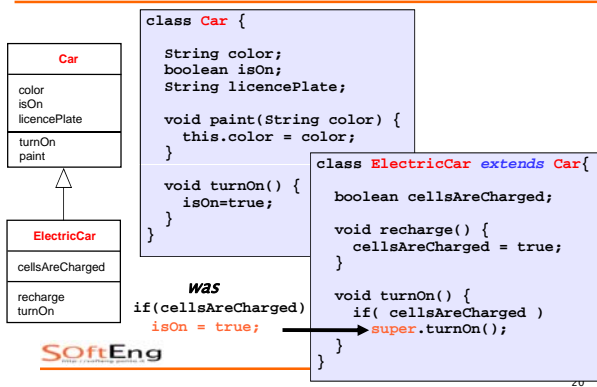 Car
color
isOn
licencePlate
turnOn
paint
ElectricCar
cellsAreCharged
recharge
turnOn
class Car {
String color;
boolean isOn;
String licencePlate;
void paint(String color) {
this.color = color;
}
void turnOn() {
isOn=true;
}
}
class ElectricCar extends Car{
boolean cellsAreCharged;
void recharge() {
cellsAreCharged = true;
}
void turnOn() {
if( cellsAreCharged )
super.turnOn();
}
}
was
if(cellsAreCharged)
isOn = true;
SOftEng